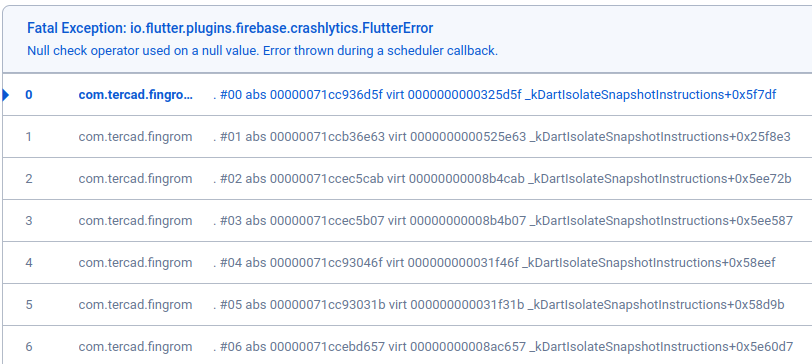 Fatal Exception: io.flutter.plugins.firebase.crashlytics.FlutterError
Null check operator used on a null value. Error thrown during a scheduler callback.
0 com.tercad.fingro... . #00 abs 00000071cc936d5f virt 0000000000325d5f _kDartIsolateSnapshotInstructions+0x5f7df
1 com.tercad.fingrom . #01 abs 00000071ccb36e63 virt 0000000000525e63 _kDartIsolateSnapshotInstructions+0x25f8e3
2 com.tercad.fingrom . #02 abs 00000071ccec5cab virt 00000000008b4cab _kDartIsolateSnapshotInstructions+0x5ee72b
3 com.tercad.fingrom . #03 abs 00000071ccec5b07 virt 00000000008b4b07 _kDartIsolateSnapshotInstructions+0x5ee587
4 com.tercad.fingrom . #04 abs 00000071cc93046f virt 000000000031f46f _kDartIsolateSnapshotInstructions+0x58eef
5 com.tercad.fingrom . #05 abs 00000071cc93031b virt 000000000031f31b _kDartIsolateSnapshotInstructions+0x58d9b
6 com.tercad.fingrom . #06 abs 00000071ccebd657 virt 00000000008ac657 _kDartIsolateSnapshotInstructions+0x5e60d7